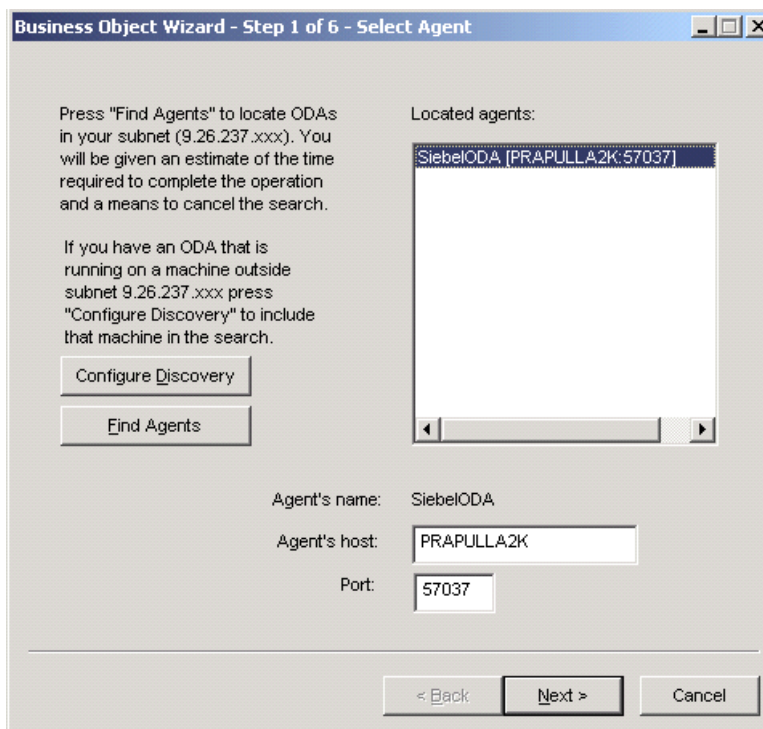 Business Object Wizard - Step 1 of 6 - Select Agent
Press "Find Agents" to locate ODAs
in your subnet (9.26.237.xxx). You
will be given an estimate of the time
required to complete the operation
and a means to cancel the search.
If you have an ODA that is
running on a machine outside
subnet 9.26.237.xxx press
"Configure Discovery" to include
that machine in the search.
Configure Discovery
Find Agents
Located agents:
SiebelODA [PRAPULLA2K:57037]
Agent's name: SiebelODA
Agent's host: PRAPULLA2K
Port: 57037
< Back
Next >
Cancel